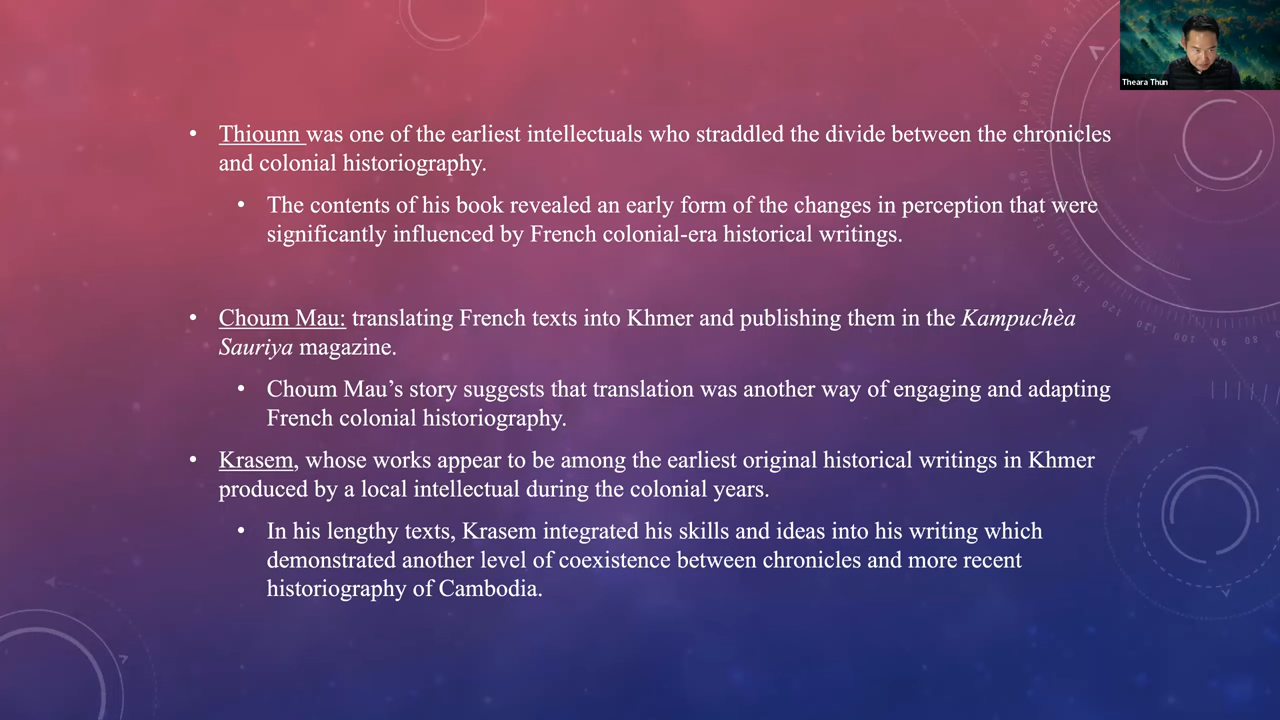 Theara Thun
• Thiounn was one of the earliest intellectuals who straddled the divide between the chronicles
and colonial historiography.
• The contents of his book revealed an early form of the changes in perception that were
significantly influenced by French colonial-era historical writings.
• Choum Mau: translating French texts into Khmer and publishing them in the Kampuchèa
Sauriya magazine.
• Choum Mau’s story suggests that translation was another way of engaging and adapting
French colonial historiography.
• Krasem, whose works appear to be among the earliest original historical writings in Khmer
produced by a local intellectual during the colonial years.
• In his lengthy texts, Krasem integrated his skills and ideas into his writing which
demonstrated another level of coexistence between chronicles and more recent
historiography of Cambodia.